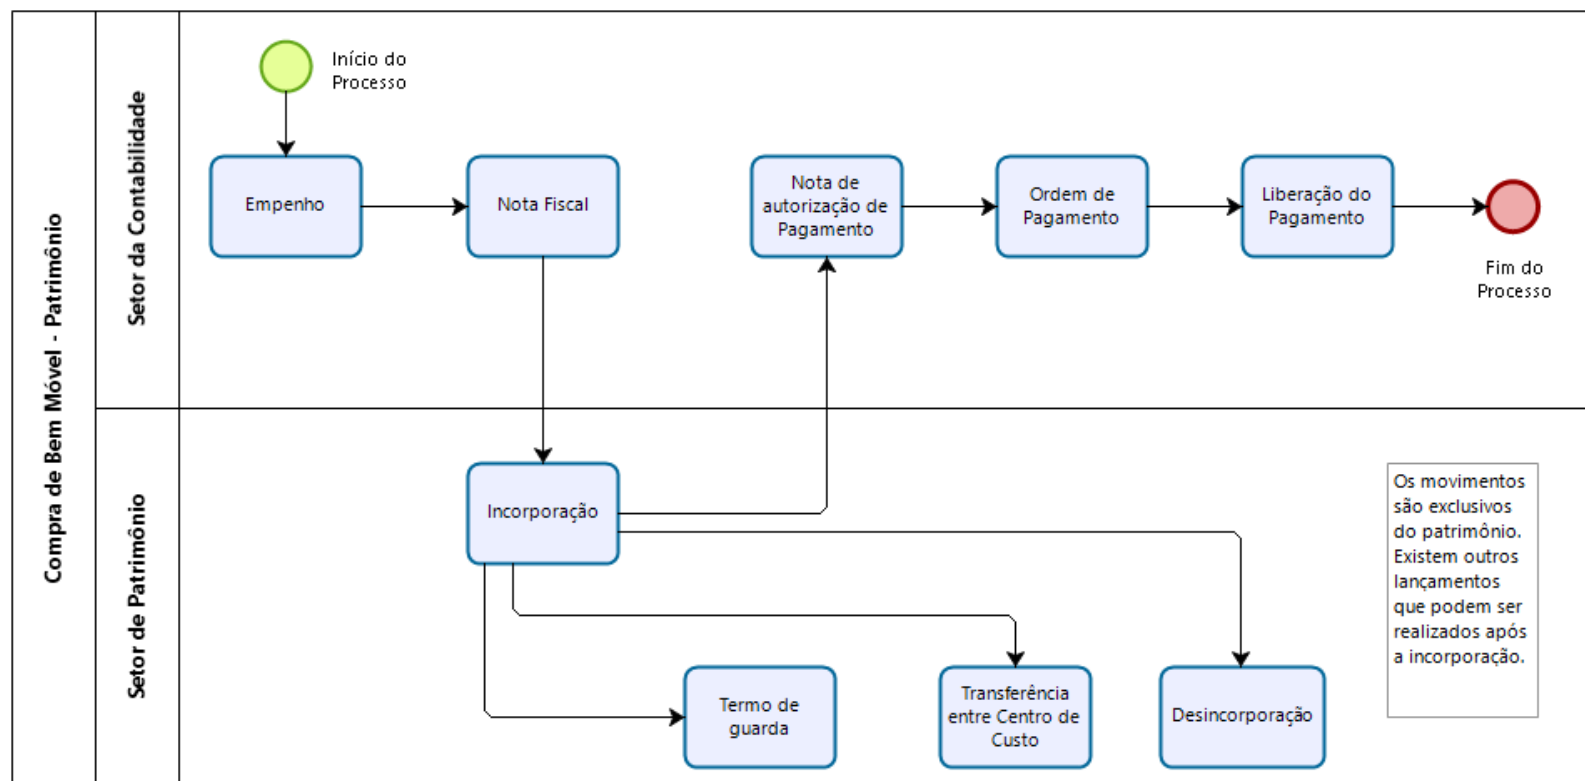 Compra de Bem Móvel - Patrimônio
Setor da Contabilidade
Início do
Processo
Empenho
Nota Fiscal
Nota de
autorização de
Pagamento
Ordem de
Pagamento
Liberação do
Pagamento
Fim do
Processo
Setor de Patrimônio
Incorporação
Termo de
guarda
Transferência
entre Centro de
Custo
Desincorporação
Os movimentos
são exclusivos
do patrimônio.
Existem outros
lançamentos
que podem ser
realizados após
a incorporação.